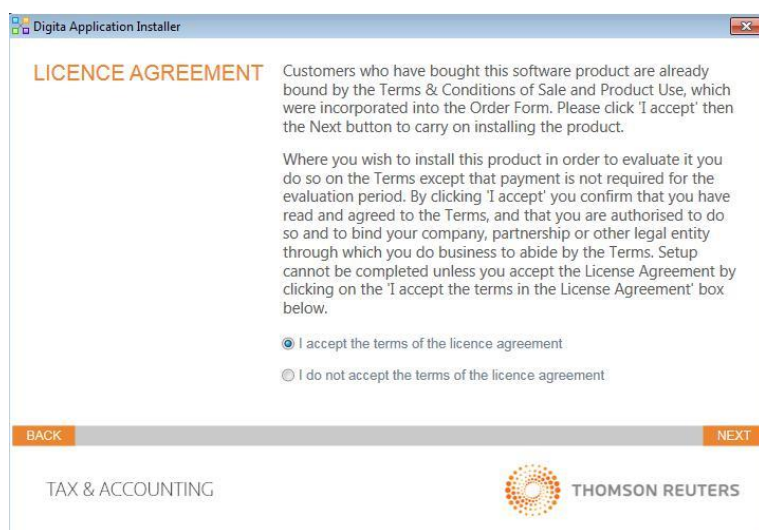 Digita Application Installer
LICENCE AGREEMENT
Customers who have bought this software product are already
bound by the Terms & Conditions of Sale and Product Use, which
were incorporated into the Order Form. Please click 'I accept' then
the Next button to carry on installing the product.
Where you wish to install this product in order to evaluate it you
do so on the Terms except that payment is not required for the
evaluation period. By clicking 'I accept' you confirm that you have
read and agreed to the Terms, and that you are authorised to do
so and to bind your company, partnership or other legal entity
through which you do business to abide by the Terms. Setup
cannot be completed unless you accept the License Agreement by
clicking on the 'I accept the terms in the License Agreement' box
below.
I accept the terms of the licence agreement
I do not accept the terms of the licence agreement
BACK
NEXT
TAX & ACCOUNTING
THOMSON REUTERS